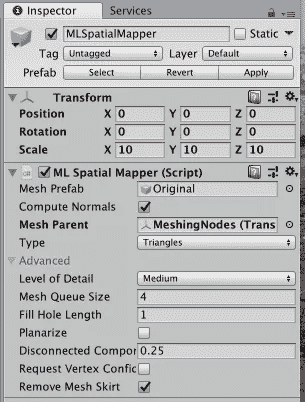 Inspector Services
MLSpatialMapper Static
Tag Untagged Layer Default
Prefab Select Revert Apply
Transform
Position X 0 Y 0 Z 0
Rotation X 0 Y 0 Z 0
Scale X 10 Y 10 Z 10
ML Spatial Mapper (Script)
Mesh Prefab Original
Compute Normals
Mesh Parent MeshingNodes (Trans
Type Triangles
Advanced
Level of Detail Medium
Mesh Queue Size 4
Fill Hole Length 1
Planarize
Disconnected Compor 0.25
Request Vertex Confic
Remove Mesh Skirt